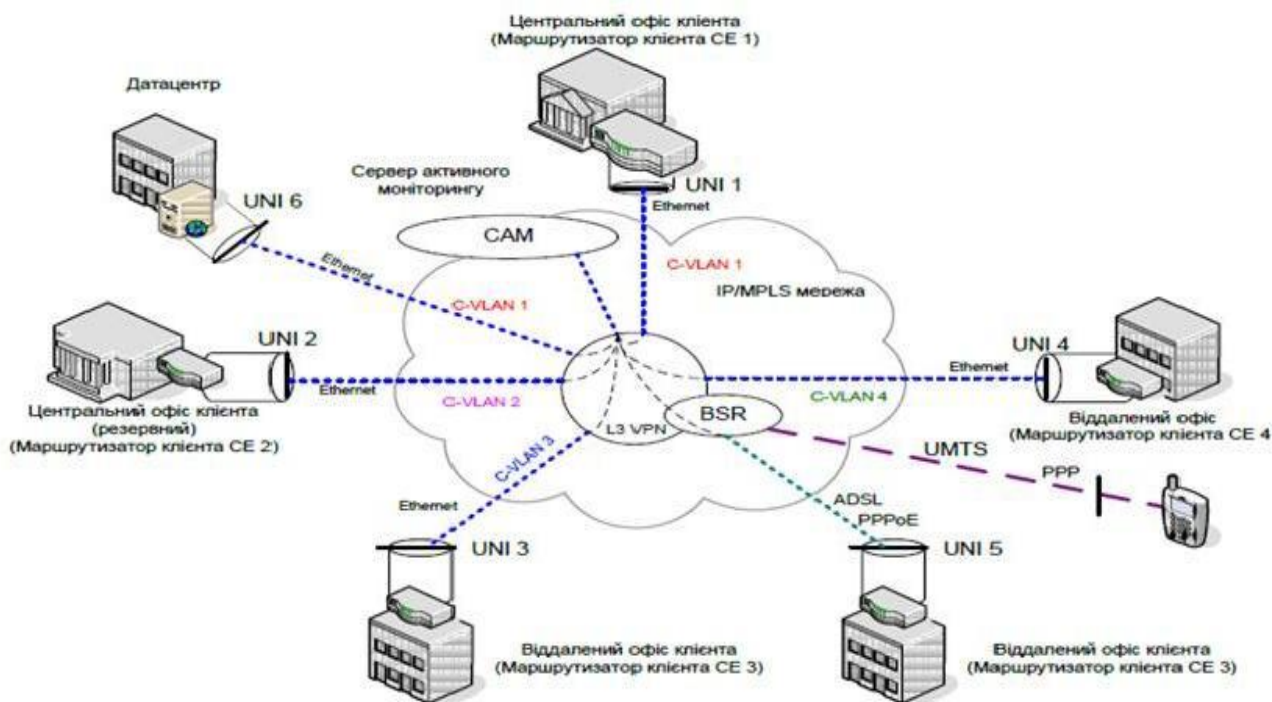 Центральний офіс клієнта
(Маршрутизатор клієнта CE 1)
Датацентр
UNI 6
Сервер активного
моніторингу
UNI 1
Ethernet
CAM
Ethernet
C-VLAN 1
C-VLAN 1
IP/MPLS мережа
UNI 2
Ethernet
C-VLAN 2
UNI 4
Ethernet
C-VLAN 4
Центральний офіс клієнта
(резервний)
(Маршрутизатор клієнта CE 2)
Віддалений офіс
(Маршрутизатор клієнта CE 4
BSR
L3 VPN
C-VLAN 3
UMTS
PPP
Ethernet
ADSL
PPPoE
UNI 3
UNI 5
Віддалений офіс клієнта
(Маршрутизатор клієнта CE 3)
Віддалений офіс клієнта
(Маршрутизатор клієнта CE 3)